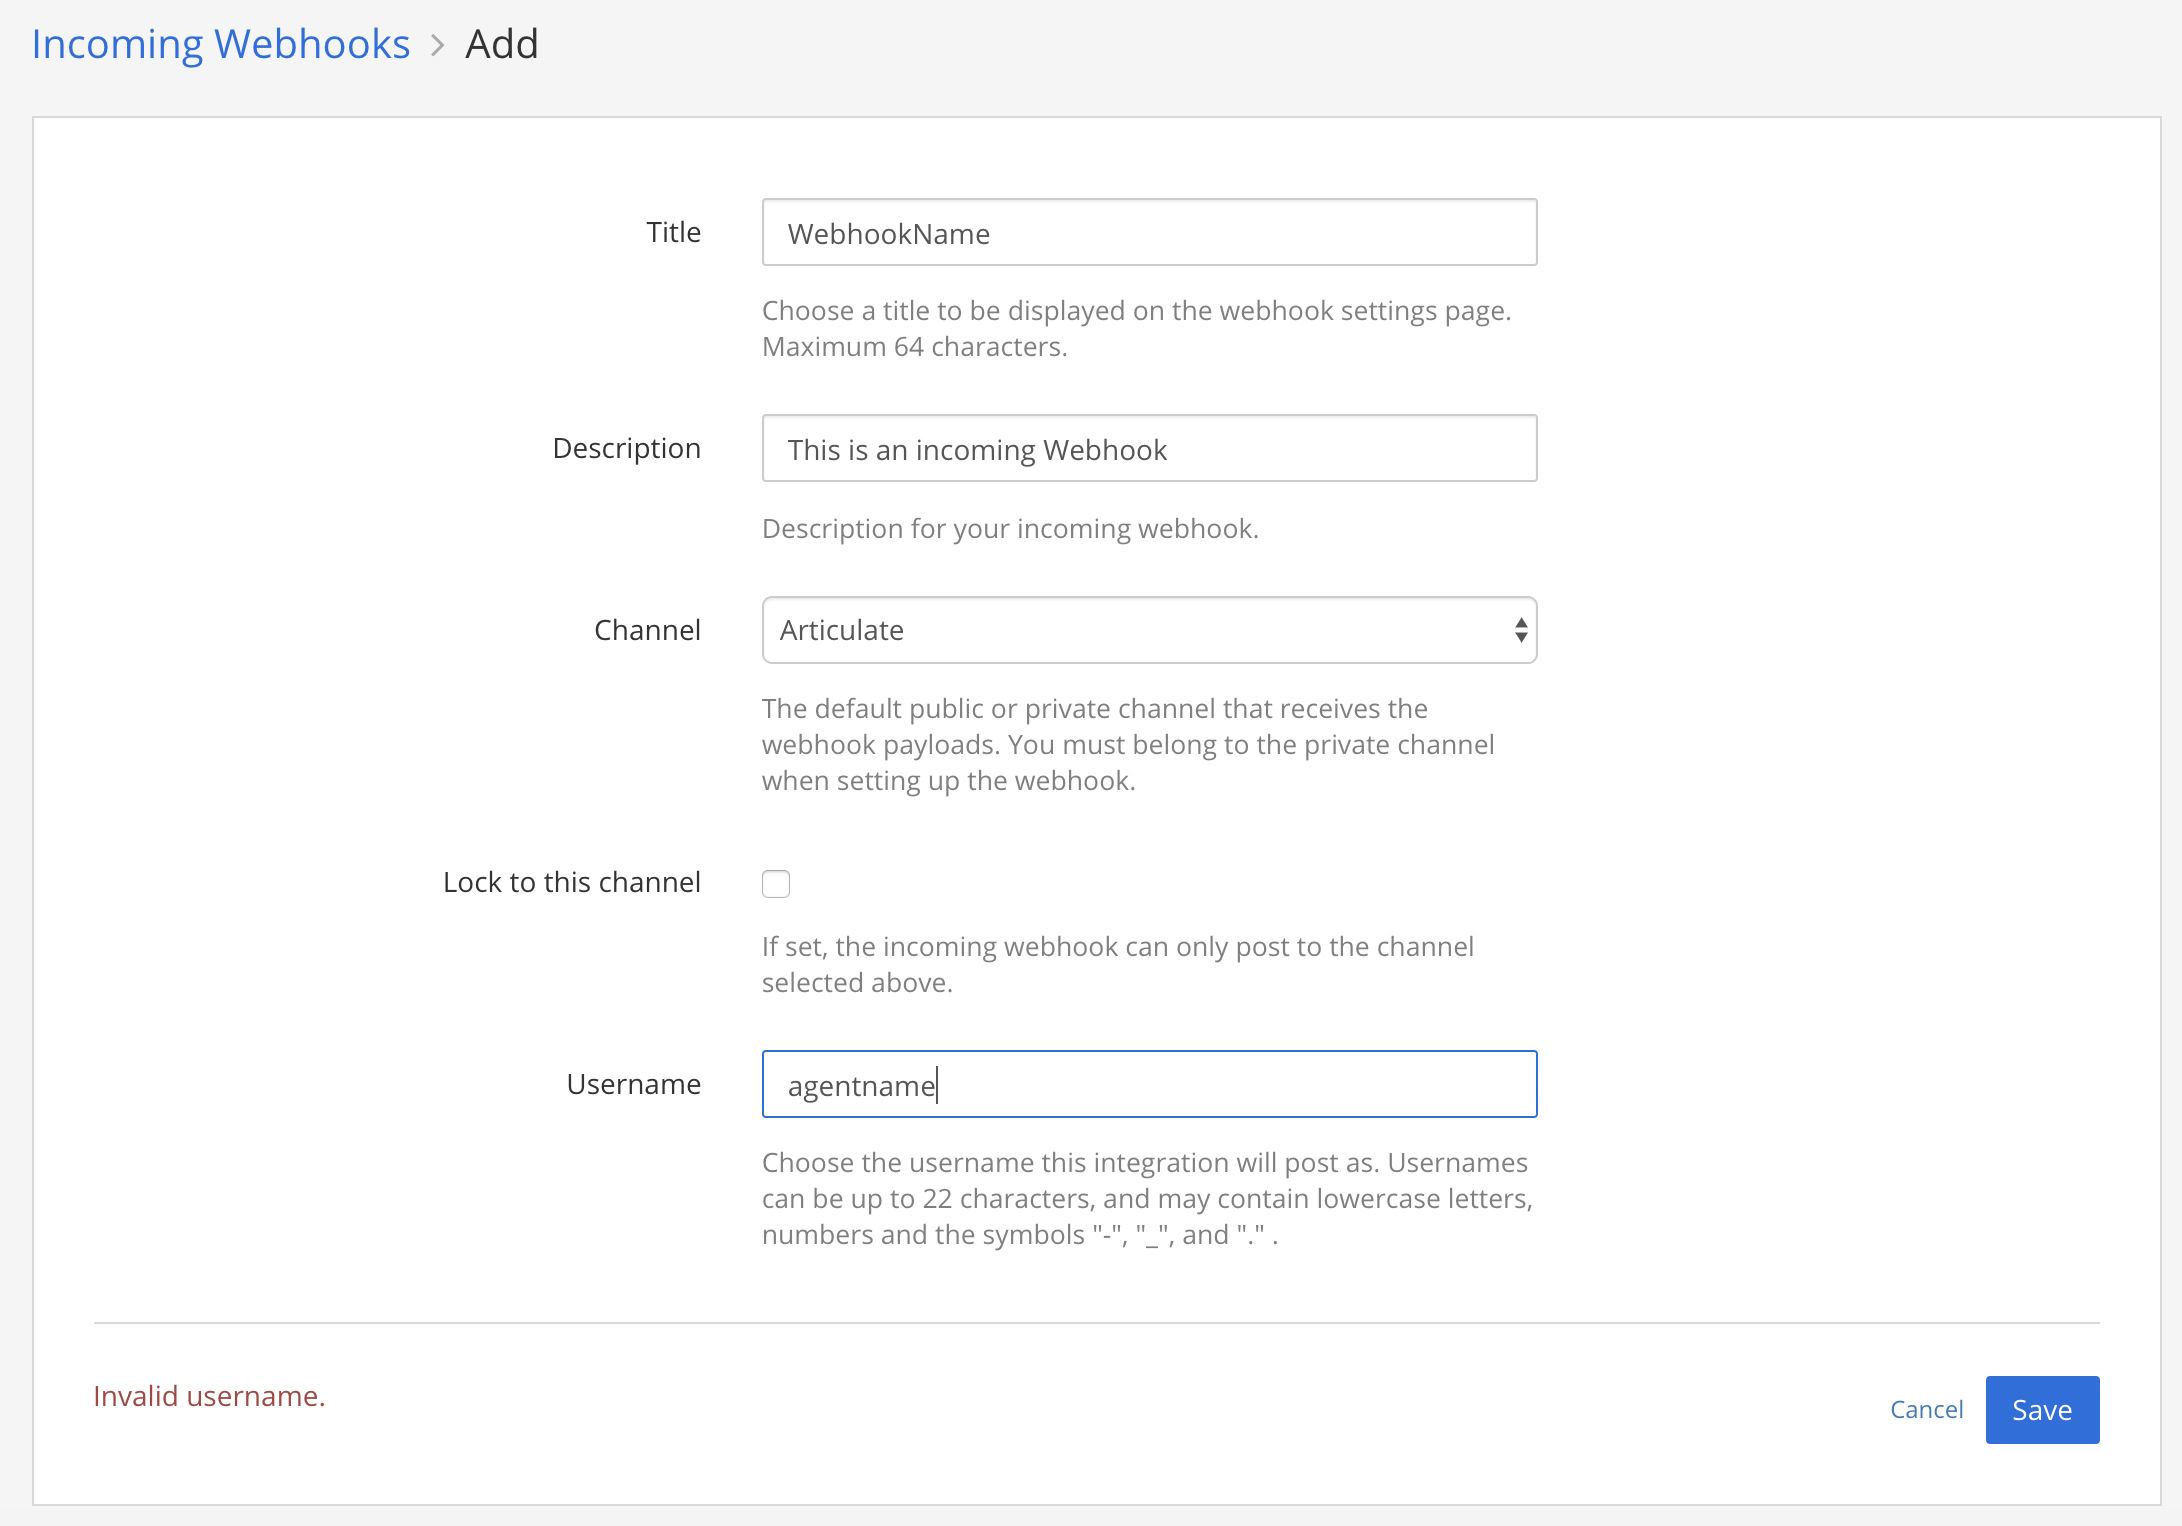 Incoming Webhooks > Add
Title
WebhookName
Choose a title to be displayed on the webhook settings page.
Maximum 64 characters.
Description
This is an incoming Webhook
Description for your incoming webhook.
Channel
Articulate
The default public or private channel that receives the
webhook payloads. You must belong to the private channel
when setting up the webhook.
Lock to this channel
If set, the incoming webhook can only post to the channel
selected above.
Username
agentname
Choose the username this integration will post as. Usernames
can be up to 22 characters, and may contain lowercase letters,
numbers and the symbols "-", "_", and "." .
Invalid username.
Cancel
Save